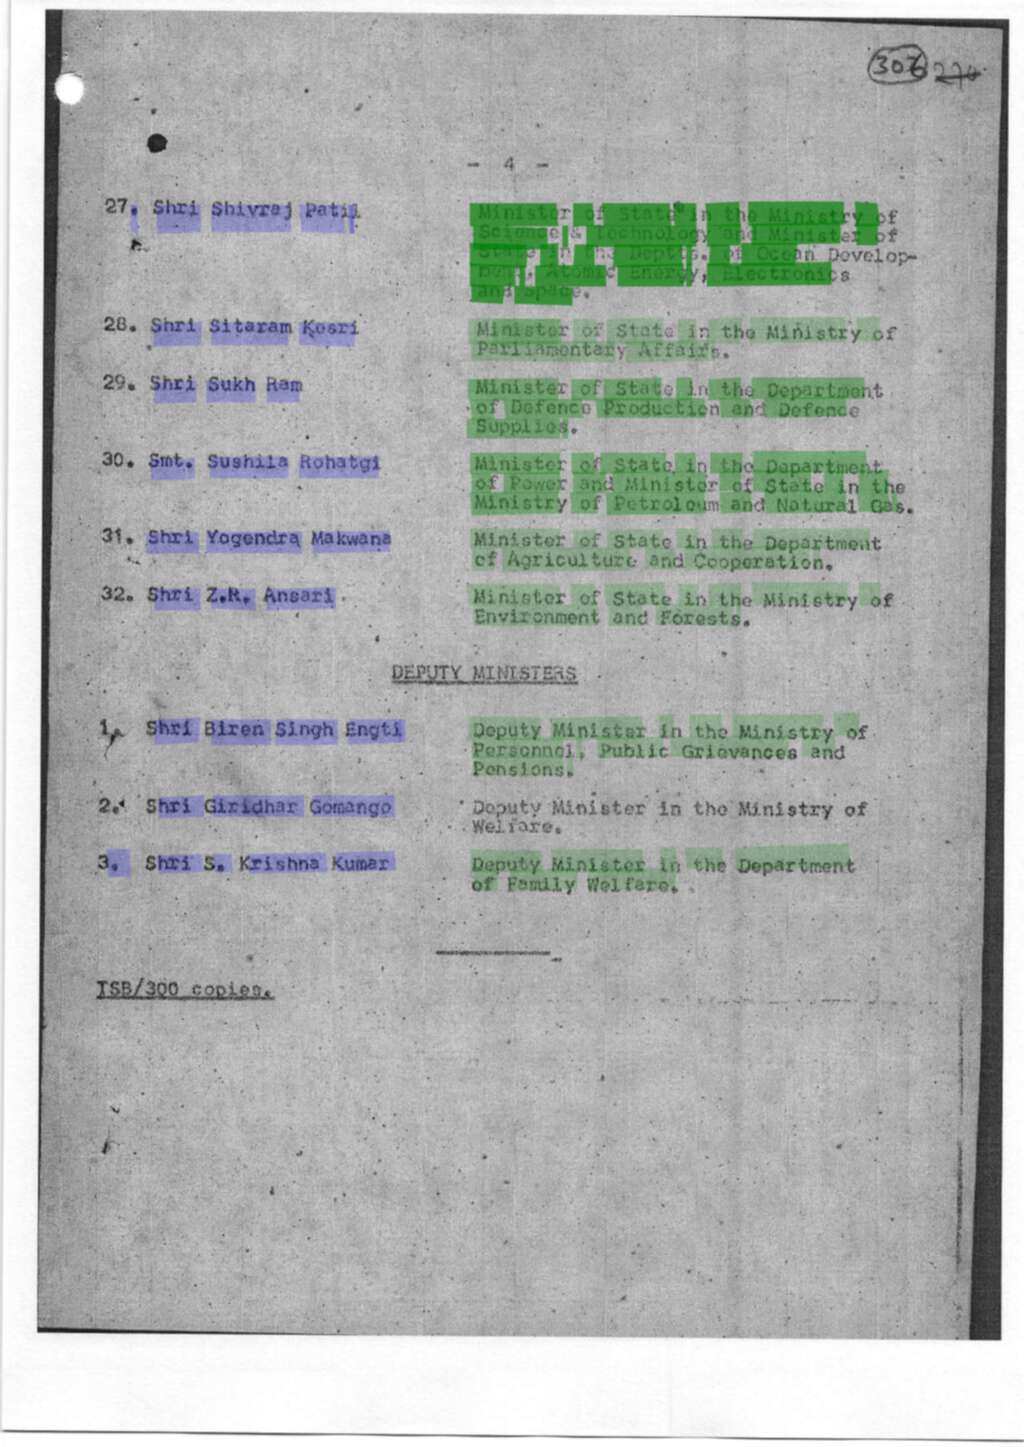 306 276
- 4 -
27. Shri Shivraj Patil Minister of State in the Ministry of
Science & Technology and Minister of
State in the Deptts. of Ocean Develop-
ment, Atomic Energy, Electronics
and Space.
28. Shri Sitaram Kesri Minister of State in the Ministry of
Parliamentary Affairs.
29. Shri Sukh Ram Minister of State in the Department
of Defence Production and Defence
Supplies.
30. Smt. Sushila Rohatgi Minister of State in the Department
of Power and Minister of State in the
Ministry of Petroleum and Natural Gas.
31. Shri Yogendra Makwana Minister of State in the Department
of Agriculture and Cooperation.
32. Shri Z.R. Ansari. Minister of State in the Ministry of
Environment and Forests.
DEPUTY MINISTERS
1. Shri Biren Singh Engti Deputy Minister in the Ministry of
Personnel, Public Grievances and
Pensions.
2. Shri Giridhar Gomango Deputy Minister in the Ministry of
Welfare.
3. Shri S. Krishna Kumar Deputy Minister in the Department
of Family Welfare.
TSB/300 copies.